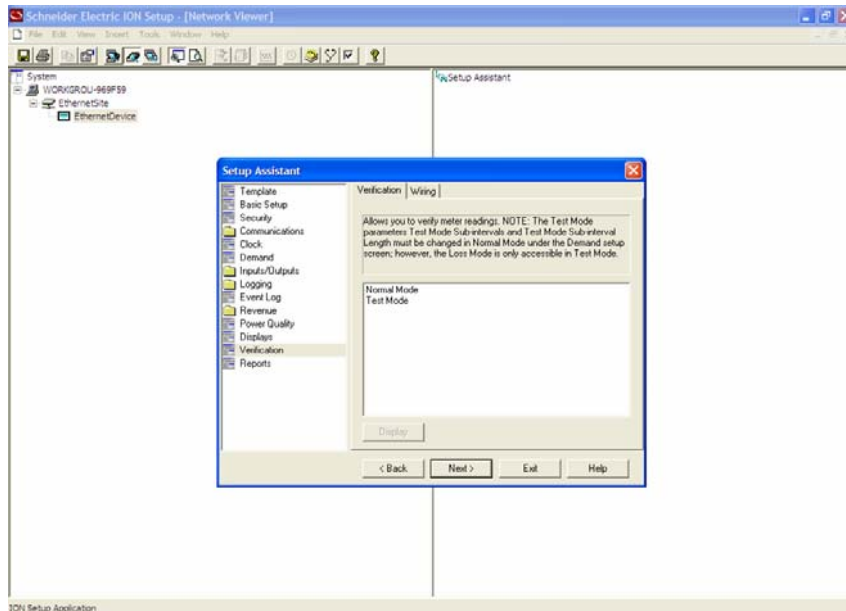 Schneider Electric ION Setup - [Network Viewer]
File Edit View Insert Tools Window Help
System
WORKGROU-969F59
EthernetSite
EthernetDevice
Setup Assistant
Setup Assistant
Template
Basic Setup
Security
Communications
Clock
Demand
Inputs/Outputs
Logging
Event Log
Revenue
Power Quality
Displays
Verification
Reports
Verification Wiring
Allows you to verify meter readings. NOTE: The Test Mode
parameters Test Mode Sub-intervals and Test Mode Sub-interval
Length must be changed in Normal Mode under the Demand setup
screen; however, the Loss Mode is only accessible in Test Mode.
Normal Mode
Test Mode
Display
< Back Next > Exit Help
ION Setup Application